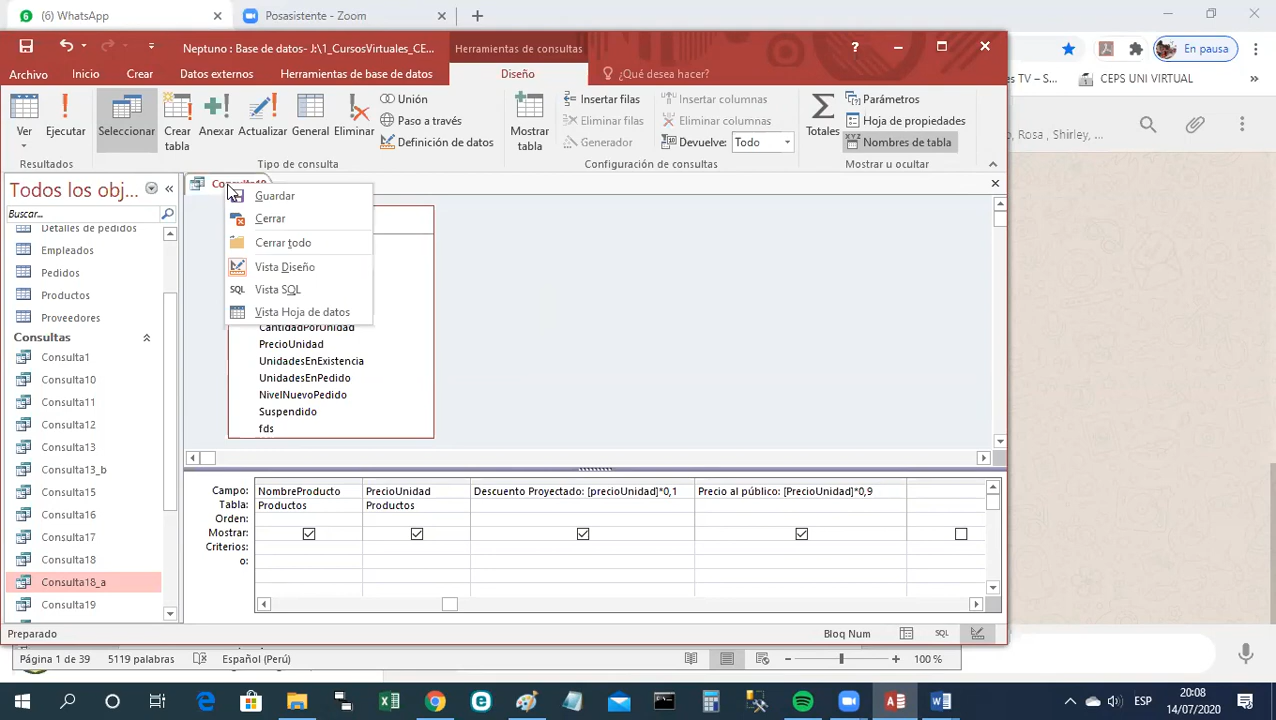 (6) WhatsApp
Posasistente - Zoom
Neptuno : Base de datos- J:\1_CursosVirtuales_CE...
Herramientas de consultas
En pausa
Archivo
Inicio
Crear
Datos externos
Herramientas de base de datos
Diseño
¿Qué desea hacer?
es TV – S...
CEPS UNI VIRTUAL
Ver
Ejecutar
Seleccionar
Crear tabla
Anexar
Actualizar
General
Eliminar
Unión
Paso a través
Definición de datos
Mostrar tabla
Insertar filas
Eliminar filas
Generador
Insertar columnas
Eliminar columnas
Devuelve: Todo
Totales
Parámetros
Hoja de propiedades
Nombres de tabla
Resultados
Tipo de consulta
Configuración de consultas
Mostrar u ocultar
, Rosa , Shirley, ...
Todos los obj...
Buscar...
Detalles de pedidos
Empleados
Pedidos
Productos
Proveedores
Consultas
Consulta1
Consulta10
Consulta11
Consulta12
Consulta13
Consulta13_b
Consulta15
Consulta16
Consulta17
Consulta18
Consulta18_a
Consulta19
Guardar
Cerrar
Cerrar todo
Vista Diseño
SQL Vista SQL
Vista Hoja de datos
CantidadPorUnidad
PrecioUnidad
UnidadesEnExistencia
UnidadesEnPedido
NivelNuevoPedido
Suspendido
fds
Campo: NombreProducto PrecioUnidad Descuento Proyectado: [precioUnidad]*0,1 Precio al público: [PrecioUnidad]*0,9
Tabla: Productos Productos
Orden:
Mostrar:
Criterios:
o:
Preparado
Bloq Num
SQL
Página 1 de 39
5119 palabras
Español (Perú)
100 %
ESP
20:08
14/07/2020